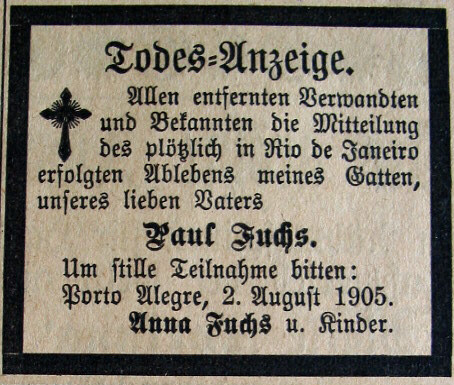 Todes-Anzeige.
Allen entfernten Verwandten
und Bekannten die Mitteilung
des plötzlich in Rio de Janeiro
erfolgten Ablebens meines Gatten,
unseres lieben Vaters
Paul Fuchs.
Um stille Teilnahme bitten:
Porto Alegre, 2. August 1905.
Anna Fuchs u. Kinder.